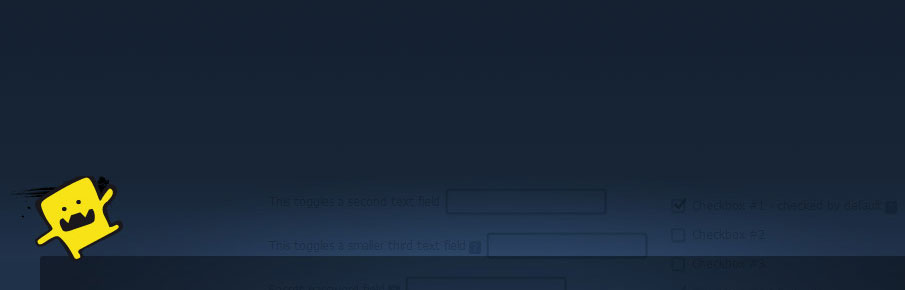 This toggles a second text field
Checkbox #1 - checked by default ?
Checkbox #2
This toggles a smaller third text field ?
Checkbox #3